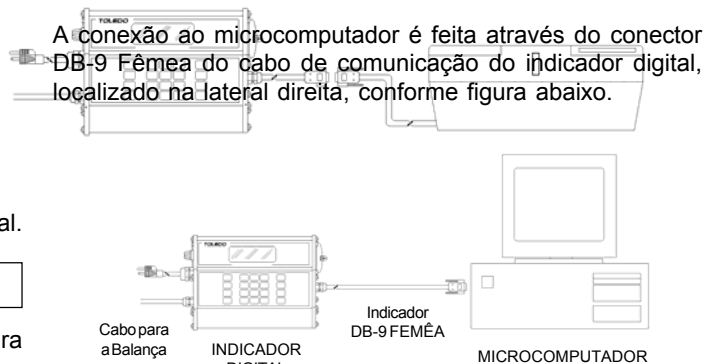 TOLEDO
A conexão ao microcomputador é feita através do conector
DB-9 Fêmea do cabo de comunicação do indicador digital,
localizado na lateral direita, conforme figura abaixo.
al.
ra
TOLEDO
Cabo para
a Balança
INDICADOR
DIGITAL
Indicador
DB-9 FEMÊA
MICROCOMPUTADOR